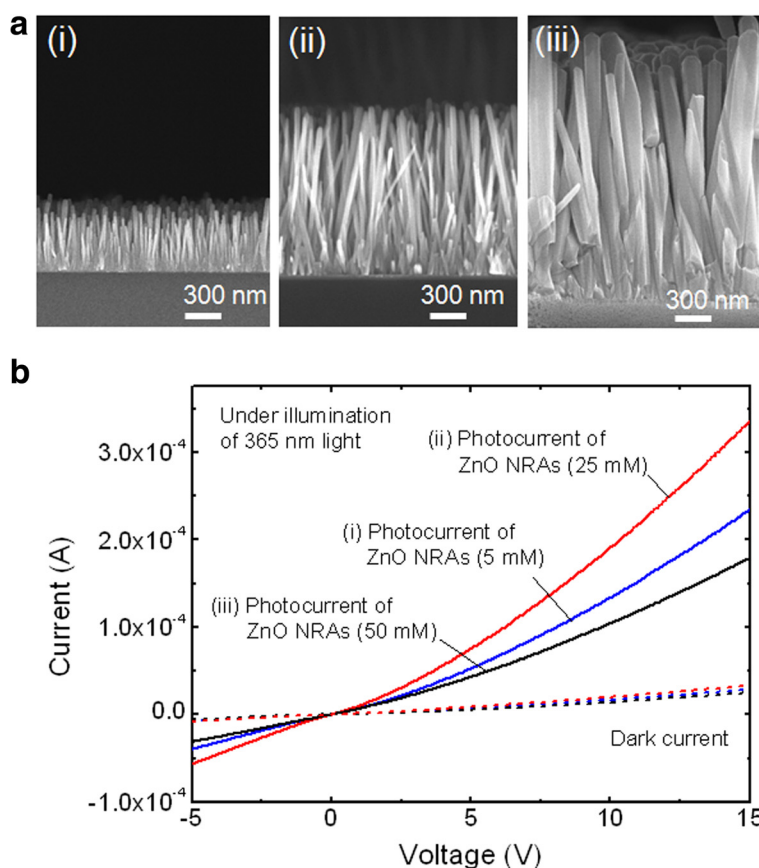 a
(i)
(ii)
(iii)
300 nm
300 nm
300 nm
b
Under illumination
of 365 nm light
(ii) Photocurrent of
ZnO NRAs (25 mM)
(i) Photocurrent of
ZnO NRAs (5 mM)
(iii) Photocurrent of
ZnO NRAs (50 mM)
Dark current
Current (A)
3.0x10⁻⁴
2.0x10⁻⁴
1.0x10⁻⁴
0.0
-1.0x10⁻⁴
-5
0
5
10
15
Voltage (V)